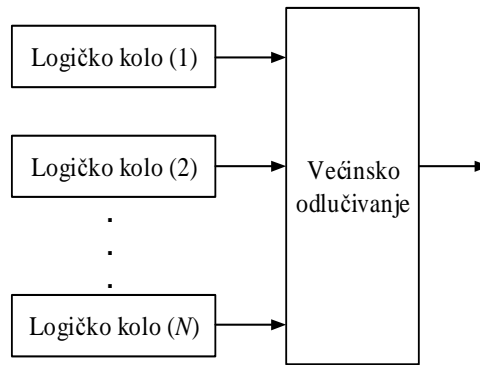 Logičko kolo (1)
Logičko kolo (2)
Većinsko
odlučivanje
Logičko kolo (N)